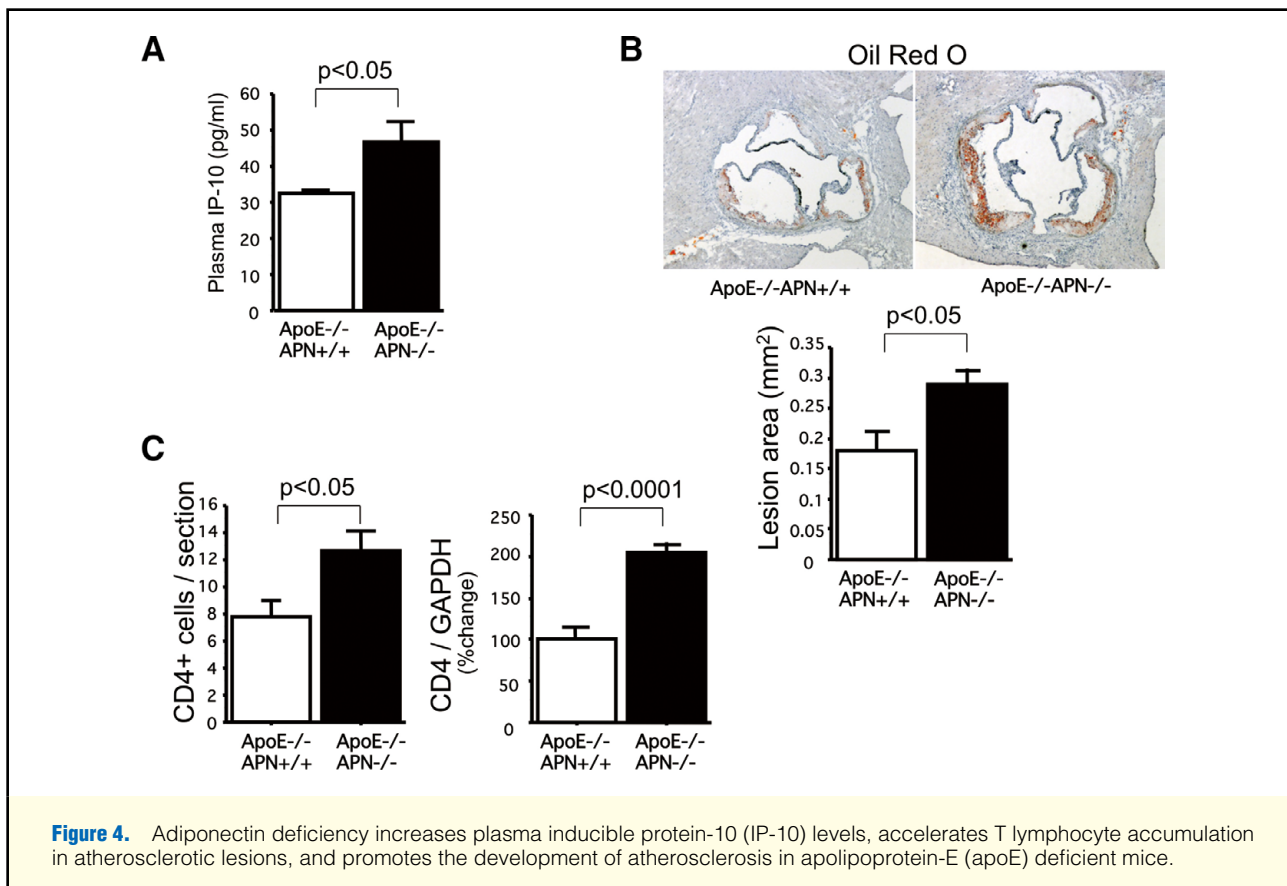 A
p<0.05
Plasma IP-10 (pg/ml)
60
50
40
30
20
10
0
ApoE-/- ApoE-/-
APN+/+ APN-/-
B
Oil Red O
ApoE-/-APN+/+ ApoE-/-APN-/-
p<0.05
Lesion area (mm²)
0.35
0.3
0.25
0.2
0.15
0.1
0.05
0
ApoE-/- ApoE-/-
APN+/+ APN-/-
C
p<0.05
CD4+ cells / section
16
14
12
10
8
6
4
2
0
ApoE-/- ApoE-/-
APN+/+ APN-/-
p<0.0001
CD4 / GAPDH
(%change)
250
200
150
100
50
0
ApoE-/- ApoE-/-
APN+/+ APN-/-
Figure 4. Adiponectin deficiency increases plasma inducible protein-10 (IP-10) levels, accelerates T lymphocyte accumulation
in atherosclerotic lesions, and promotes the development of atherosclerosis in apolipoprotein-E (apoE) deficient mice.